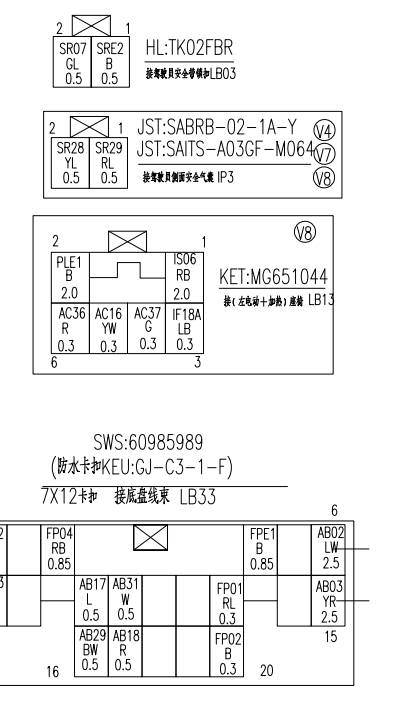 2 1
SR07 SRE2
GL B
0.5 0.5
HL:TK02FBR
接驾驶员安全带锁扣LB03
2 1
SR28 SR29
YL RL
0.5 0.5
JST:SABRB-02-1A-Y
JST:SAITS-A03GF-M064
接驾驶员侧面安全气囊 IP3
V4
V7
V8
V8
2 1
PLE1 IS06
B RB
2.0 2.0
AC36 AC16 AC37 IF18A
R YW G LB
0.3 0.3 0.3 0.3
6 3
KET:MG651044
接(左电动+加热)座椅 LB13
SWS:60985989
(防水卡扣KEU:GJ-C3-1-F)
7X12卡扣 接底盘线束 LB33
6
2 FP04 FPE1 AB02
RB B LW
0.85 0.85 2.5
3 AB17 AB31 FP01 AB03
L W RL YR
0.5 0.5 0.3 2.5
AB29 AB18 FP02 15
BW R B
0.5 0.5 0.3
16 20